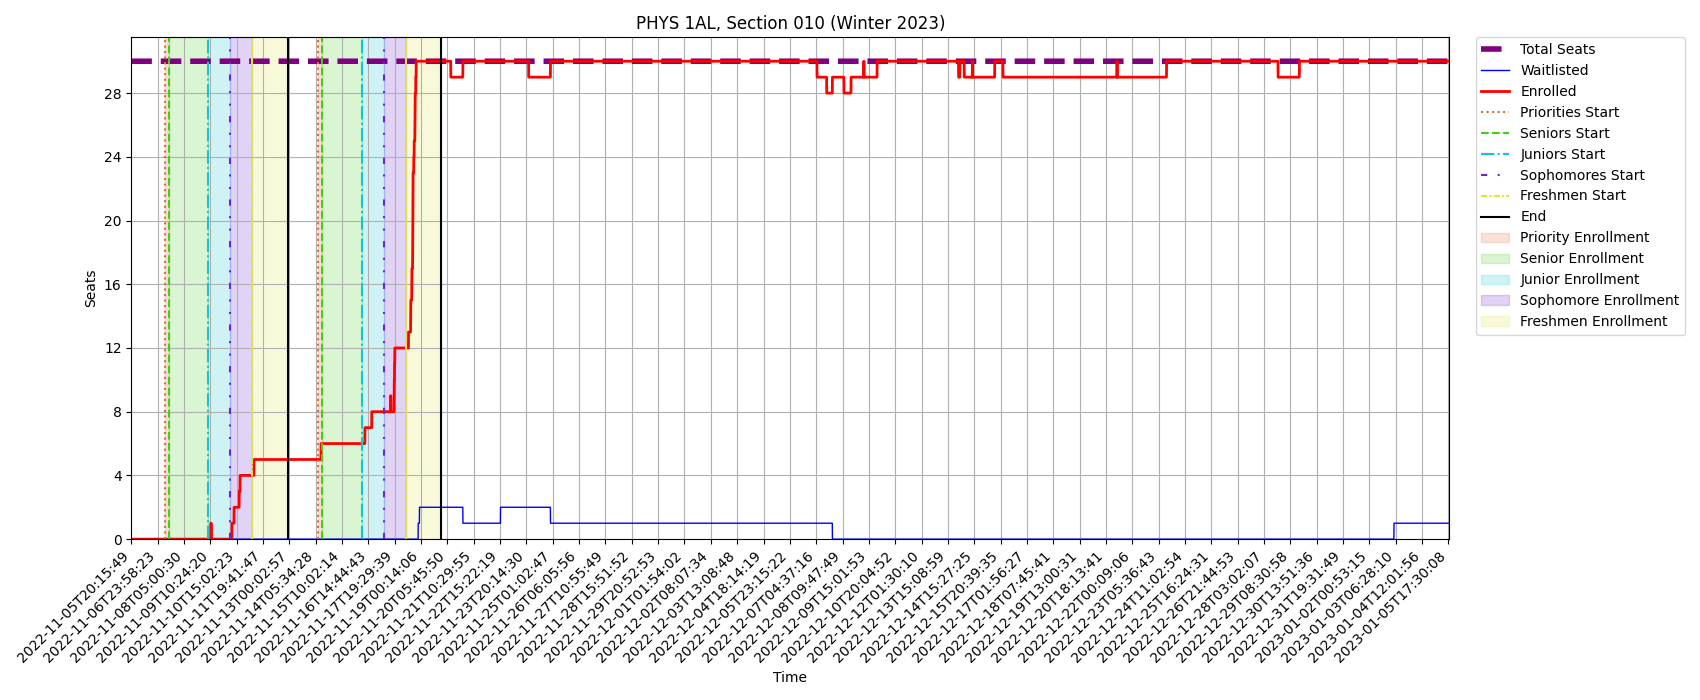 PHYS 1AL, Section 010 (Winter 2023)
Total Seats
Waitlisted
Enrolled
Priorities Start
Seniors Start
Juniors Start
Sophomores Start
Freshmen Start
End
Priority Enrollment
Senior Enrollment
Junior Enrollment
Sophomore Enrollment
Freshmen Enrollment
Seats
28
24
20
16
12
8
4
0
2022-11-05T20:15:49
2022-11-06T23:58:23
2022-11-08T05:00:30
2022-11-09T10:24:20
2022-11-10T15:02:23
2022-11-11T19:41:47
2022-11-13T00:02:57
2022-11-14T05:34:28
2022-11-15T10:02:14
2022-11-16T14:44:43
2022-11-17T19:29:39
2022-11-19T00:14:06
2022-11-20T05:45:50
2022-11-21T10:29:55
2022-11-22T15:22:19
2022-11-23T20:14:30
2022-11-25T01:02:47
2022-11-26T06:05:56
2022-11-27T10:55:49
2022-11-28T15:51:52
2022-11-29T20:52:53
2022-12-01T01:54:02
2022-12-02T08:07:34
2022-12-03T13:08:48
2022-12-04T18:14:19
2022-12-05T23:15:22
2022-12-07T04:37:16
2022-12-08T09:47:49
2022-12-09T15:01:53
2022-12-10T20:04:52
2022-12-12T01:30:10
2022-12-13T15:08:59
2022-12-14T15:27:25
2022-12-15T20:39:35
2022-12-17T01:56:27
2022-12-18T07:45:41
2022-12-19T13:00:31
2022-12-20T18:13:41
2022-12-22T00:09:06
2022-12-23T05:36:43
2022-12-24T11:02:54
2022-12-25T16:24:31
2022-12-26T21:44:53
2022-12-28T03:02:07
2022-12-29T08:30:58
2022-12-30T13:51:36
2022-12-31T19:31:49
2023-01-02T00:53:15
2023-01-03T06:28:10
2023-01-04T12:01:56
2023-01-05T17:30:08
Time